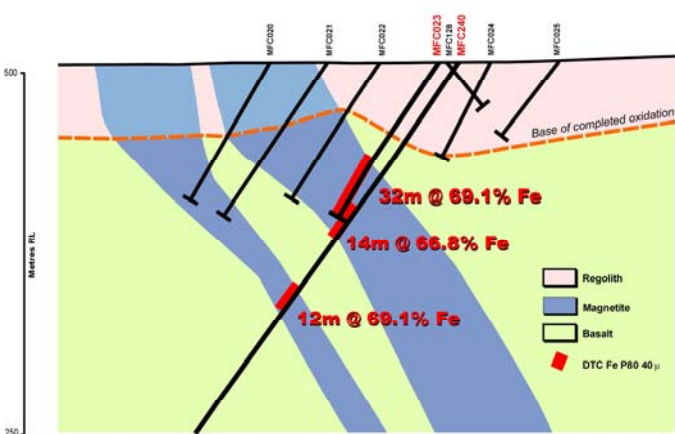 MFC020
MFC021
MFC022
MFC023
MFC128
MFC240
MFC024
MFC025
500
Base of completed oxidation
32m @ 69.1% Fe
14m @ 66.8% Fe
12m @ 69.1% Fe
Metres RL
Regolith
Magnetite
Basalt
DTC Fe P80 40 µ
250